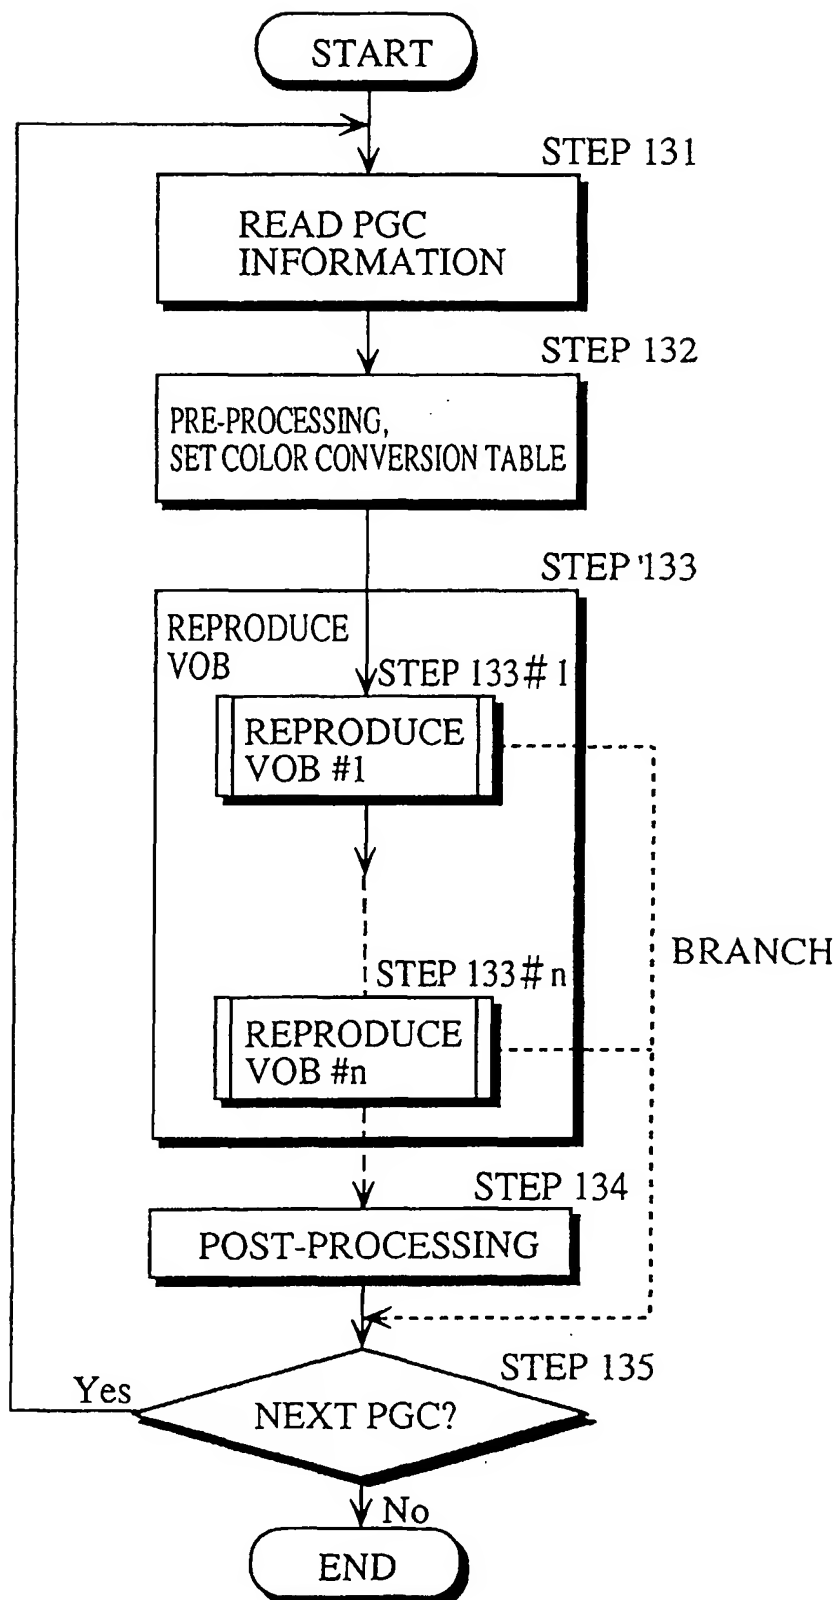 START
STEP 131
READ PGC
INFORMATION
STEP 132
PRE-PROCESSING,
SET COLOR CONVERSION TABLE
STEP 133
REPRODUCE
VOB
STEP 133#1
REPRODUCE
VOB #1
BRANCH
STEP 133#n
REPRODUCE
VOB #n
STEP 134
POST-PROCESSING
STEP 135
Yes
NEXT PGC?
No
END